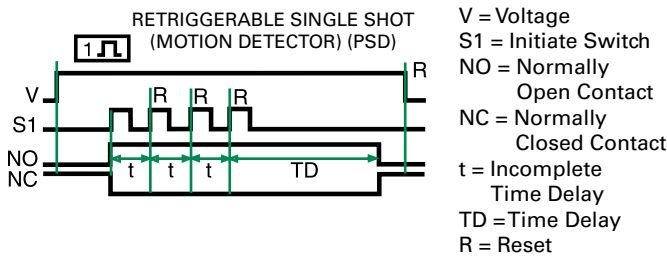 RETRIGGERABLE SINGLE SHOT
(MOTION DETECTOR) (PSD)
1
R
V
R R R
S1
NO
NC
t t t TD
V = Voltage
S1 = Initiate Switch
NO = Normally
Open Contact
NC = Normally
Closed Contact
t = Incomplete
Time Delay
TD =Time Delay
R = Reset